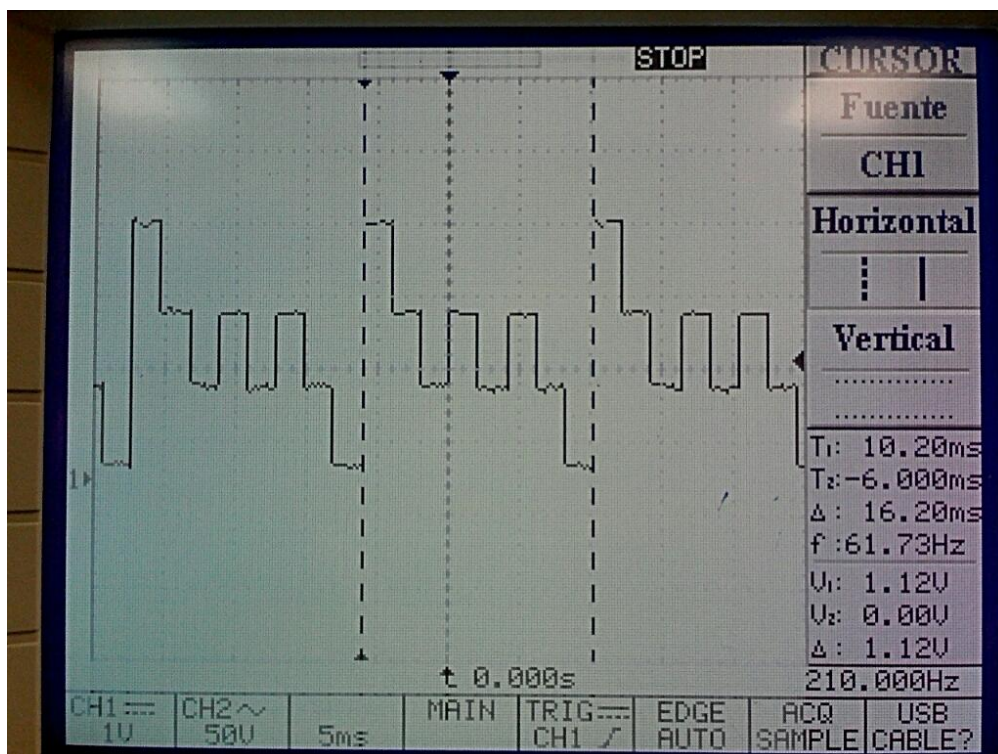 STOP
CURSOR
Fuente
CH1
Horizontal
Vertical
1
T1: 10.20ms
T2:-6.000ms
Δ: 16.20ms
f:61.73Hz
V1: 1.12V
V2: 0.00V
Δ: 1.12V
0.000s
210.000Hz
CH1 CH2 MAIN TRIG EDGE ACQ USB
1V 50V 5ms CH1 AUTO SAMPLE CABLE?